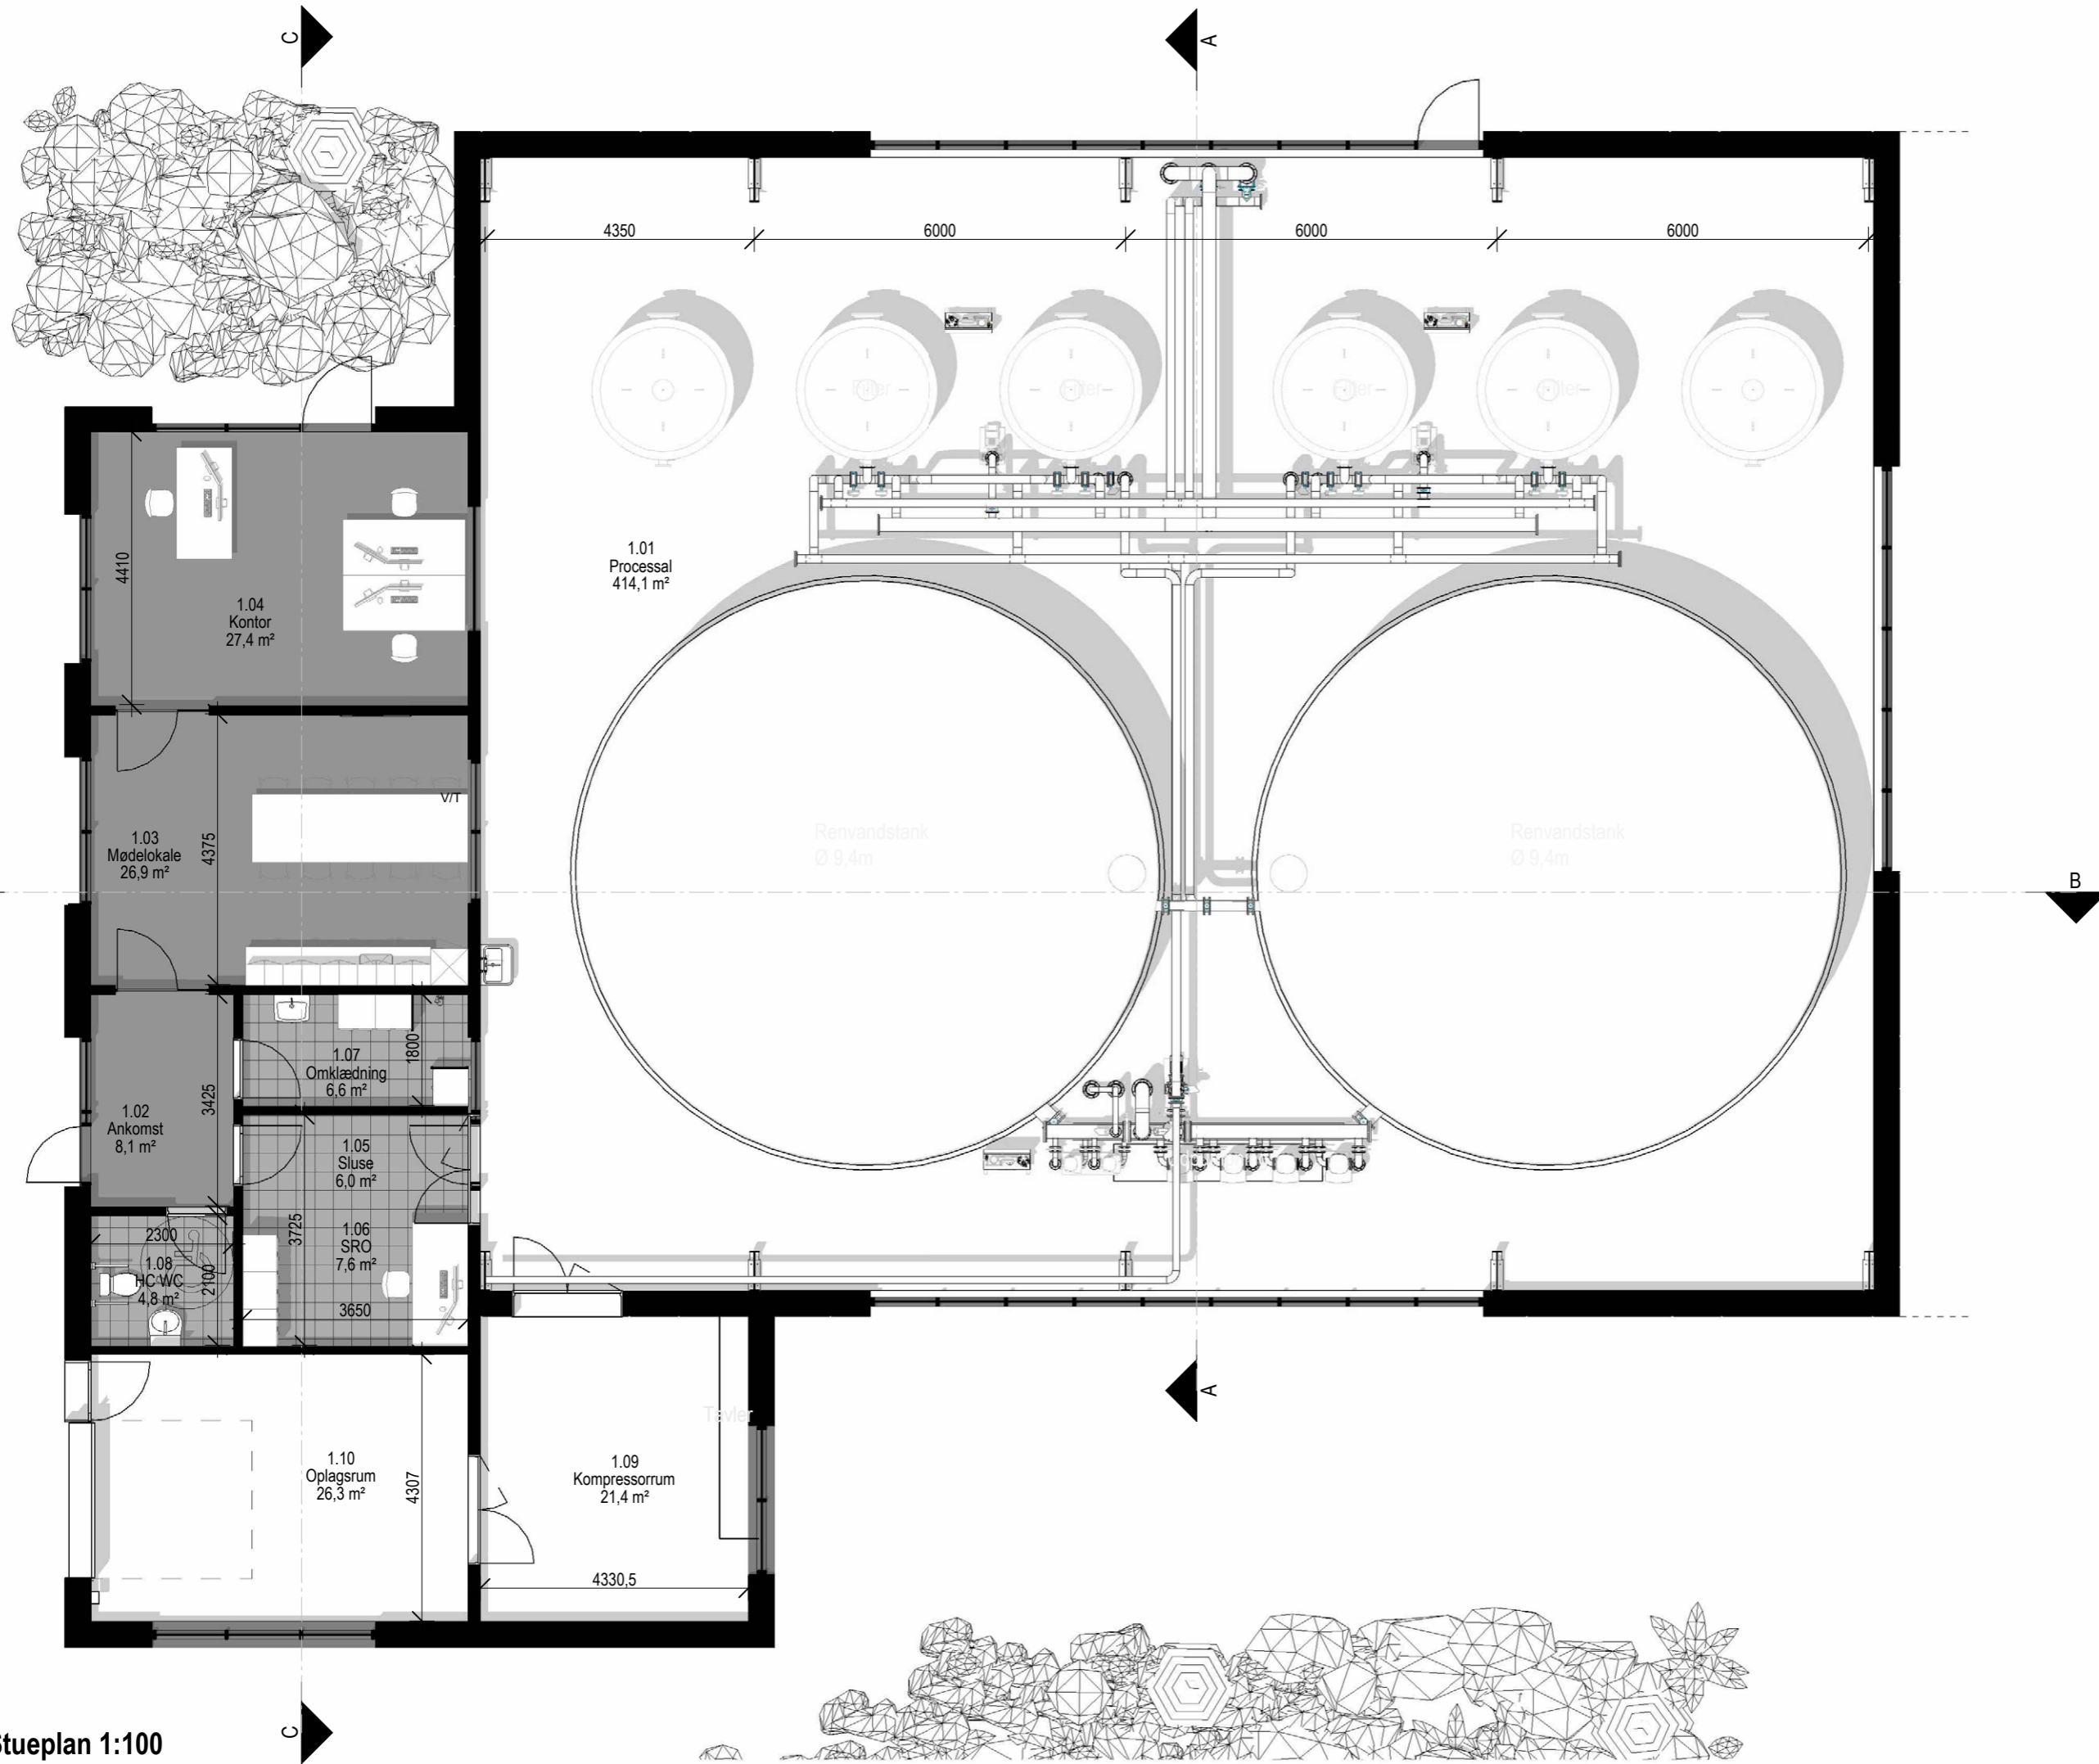 C
A
4350
6000
6000
6000
Filter
Filter
Filter
Filter
1.01
Processal
414,1 m²
4410
1.04
Kontor
27,4 m²
V/T
1.03
Mødelokale
26,9 m²
4375
Renvandstank
Ø 9,4m
Renvandstank
Ø 9,4m
B
1.07
Omklædning
6,6 m²
1800
3425
1.02
Ankomst
8,1 m²
1.05
Sluse
6,0 m²
2300
3725
1.06
SRO
7,6 m²
1.08
HC WC
4,8 m²
2100
3650
A
Tavler
1.10
Oplagsrum
26,3 m²
4307
1.09
Kompressorrum
21,4 m²
4330,5
C
Stueplan 1:100